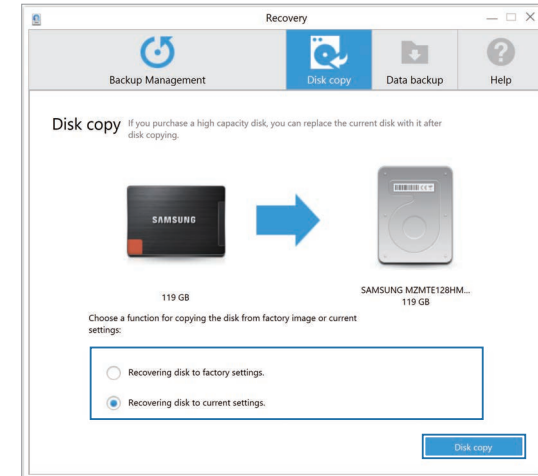 Recovery
Backup Management
Disk copy
Data backup
Help
Disk copy
If you purchase a high capacity disk, you can replace the current disk with it after
disk copying.
SAMSUNG
119 GB
SAMSUNG MZMTE128HM...
119 GB
Choose a function for copying the disk from factory image or current
settings:
Recovering disk to factory settings.
Recovering disk to current settings.
Disk copy